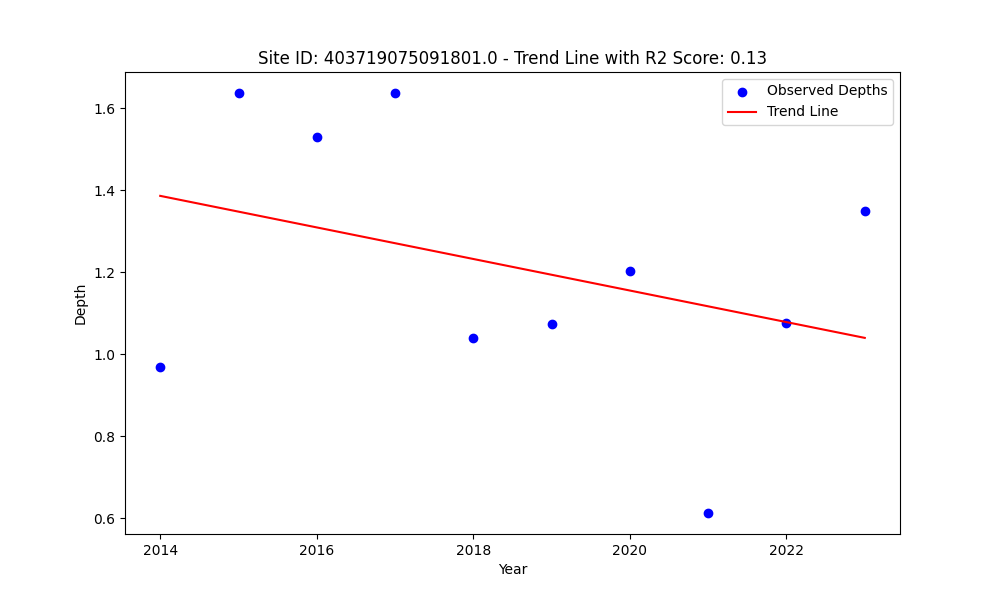 Site ID: 403719075091801.0 - Trend Line with R2 Score: 0.13
Observed Depths
Trend Line
Depth
1.6
1.4
1.2
1.0
0.8
0.6
2014
2016
2018
2020
2022
Year